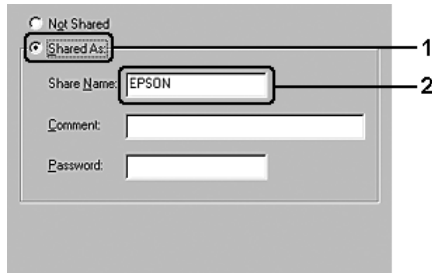 Not Shared
Shared As: 1
Share Name: EPSON 2
Comment:
Password: